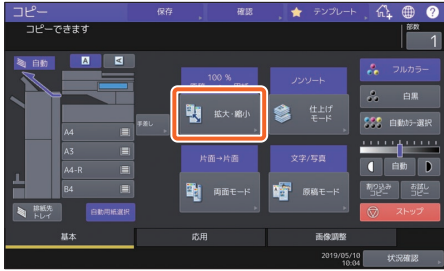 コピー
保存
確認
テンプレート
?
コピーできます
部数
1
自動
A
A
100 %
ノンソート
フルカラー
拡大・縮小
仕上げ
モード
白黒
手差し
自動カラー選択
A4
A3
A4-R
B4
片面→片面
文字/写真
自動
両面モード
原稿モード
割り込み
コピー
お試し
コピー
排紙先
トレイ
自動用紙選択
ストップ
基本
応用
画像調整
2019/05/10
10:04
状況確認